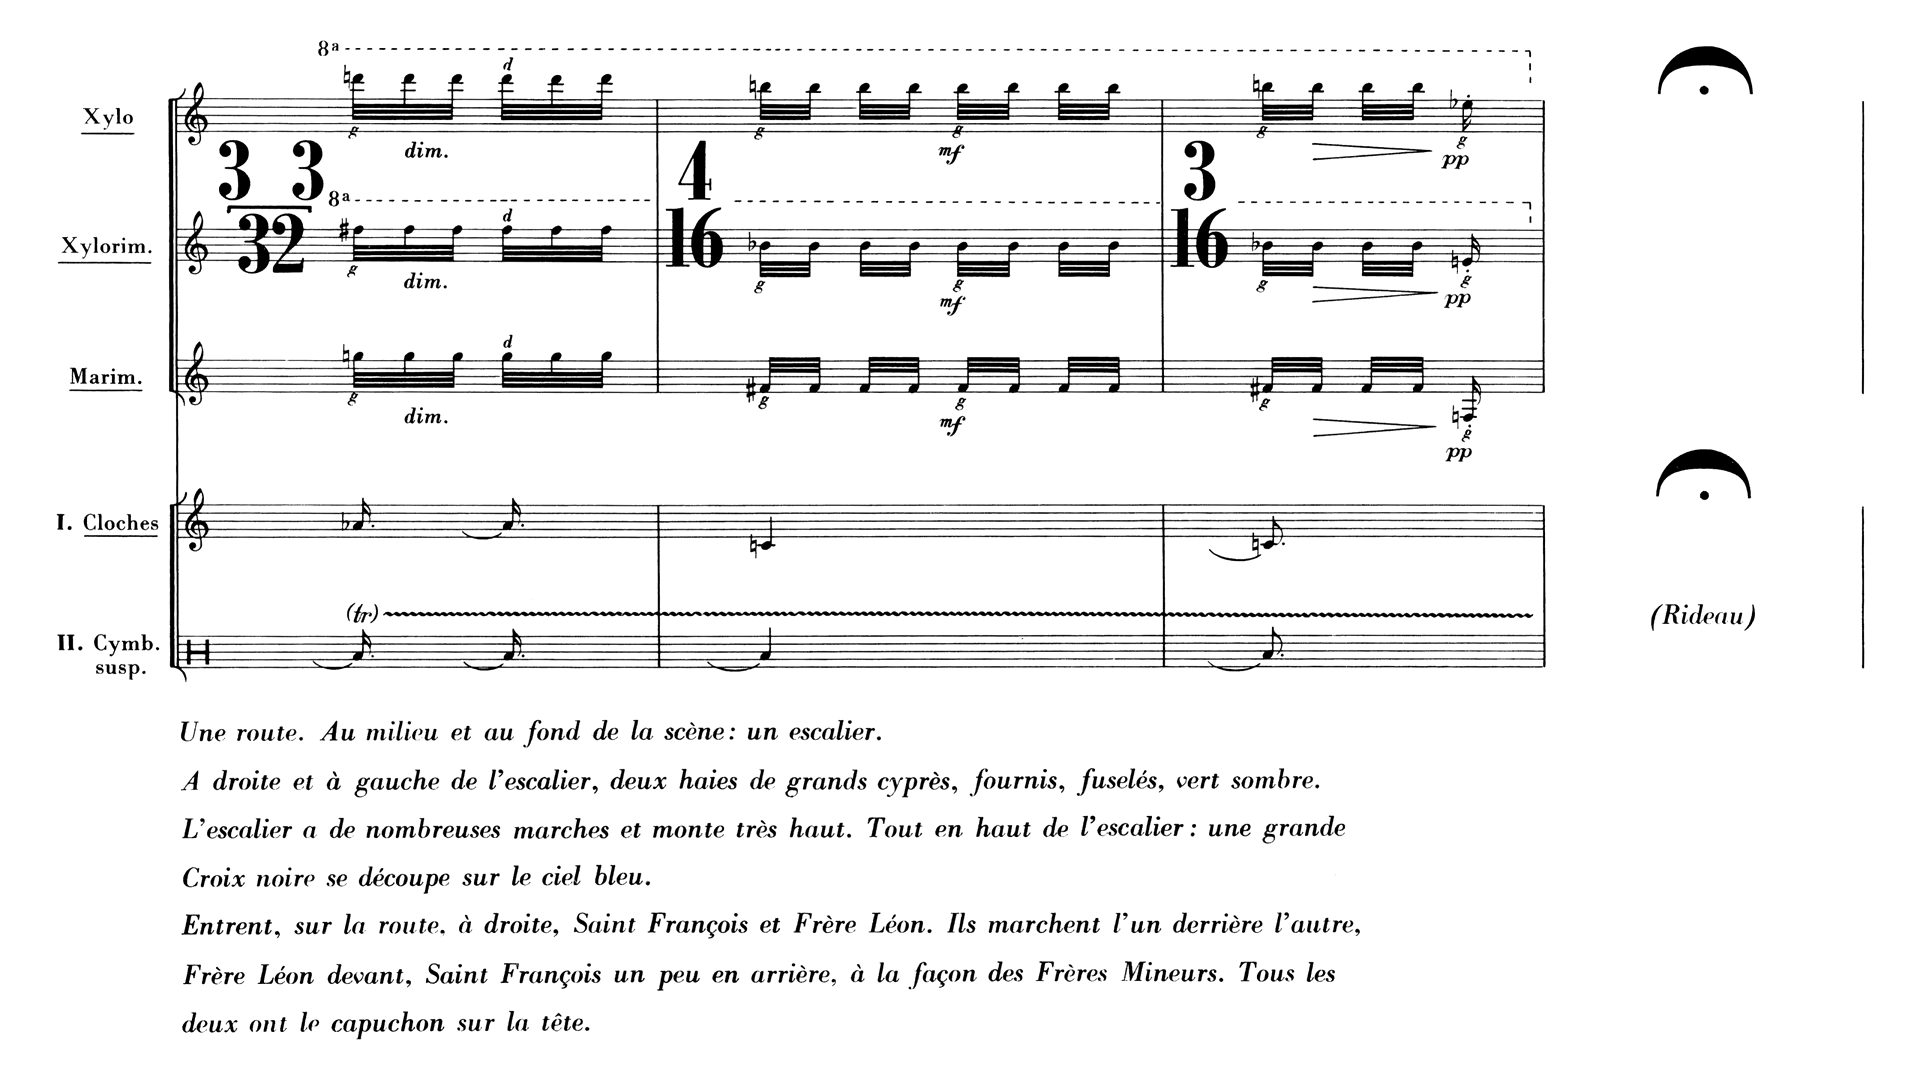 8ª
d
Xylo
g g g g g
dim. mf pp
3 3 4 3
32 16 16
8ª
d
Xylorim.
g g g g g
dim. mf pp
d
Marim.
g g g g g
dim. mf pp
I. Cloches
(tr)
(Rideau)
II. Cymb.
susp.
Une route. Au milieu et au fond de la scène: un escalier.
A droite et à gauche de l'escalier, deux haies de grands cyprès, fournis, fuselés, vert sombre.
L'escalier a de nombreuses marches et monte très haut. Tout en haut de l'escalier: une grande
Croix noire se découpe sur le ciel bleu.
Entrent, sur la route, à droite, Saint François et Frère Léon. Ils marchent l'un derrière l'autre,
Frère Léon devant, Saint François un peu en arrière, à la façon des Frères Mineurs. Tous les
deux ont le capuchon sur la tête.